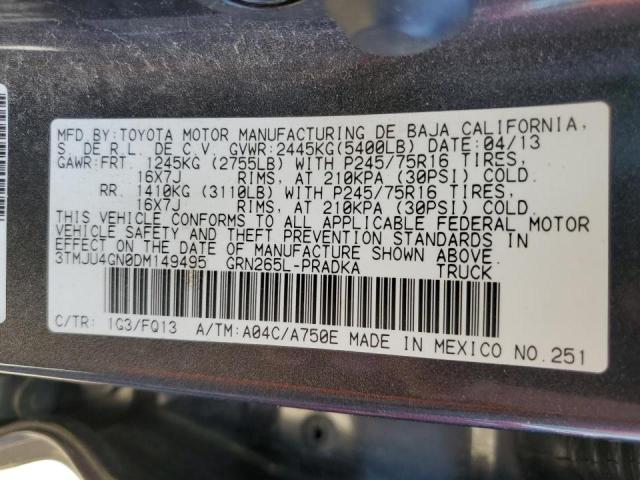 MFD.BY:TOYOTA MOTOR MANUFACTURING DE BAJA CALIFORNIA,
S. DE R.L. DE C.V. GVWR:2445KG(5400LB) DATE:04/13
GAWR:FRT. 1245KG (2755LB) WITH P245/75R16 TIRES,
16X7J RIMS, AT 210KPA (30PSI) COLD.
RR. 1410KG (3110LB) WITH P245/75R16 TIRES,
16X7J RIMS, AT 210KPA (30PSI) COLD.
THIS VEHICLE CONFORMS TO ALL APPLICABLE FEDERAL MOTOR
VEHICLE SAFETY AND THEFT PREVENTION STANDARDS IN
EFFECT ON THE DATE OF MANUFACTURE SHOWN ABOVE.
3TMJU4GN0DM149495 GRN265L-PRADKA TRUCK
C/TR: 1G3/FQ13 A/TM:A04C/A750E MADE IN MEXICO NO.251